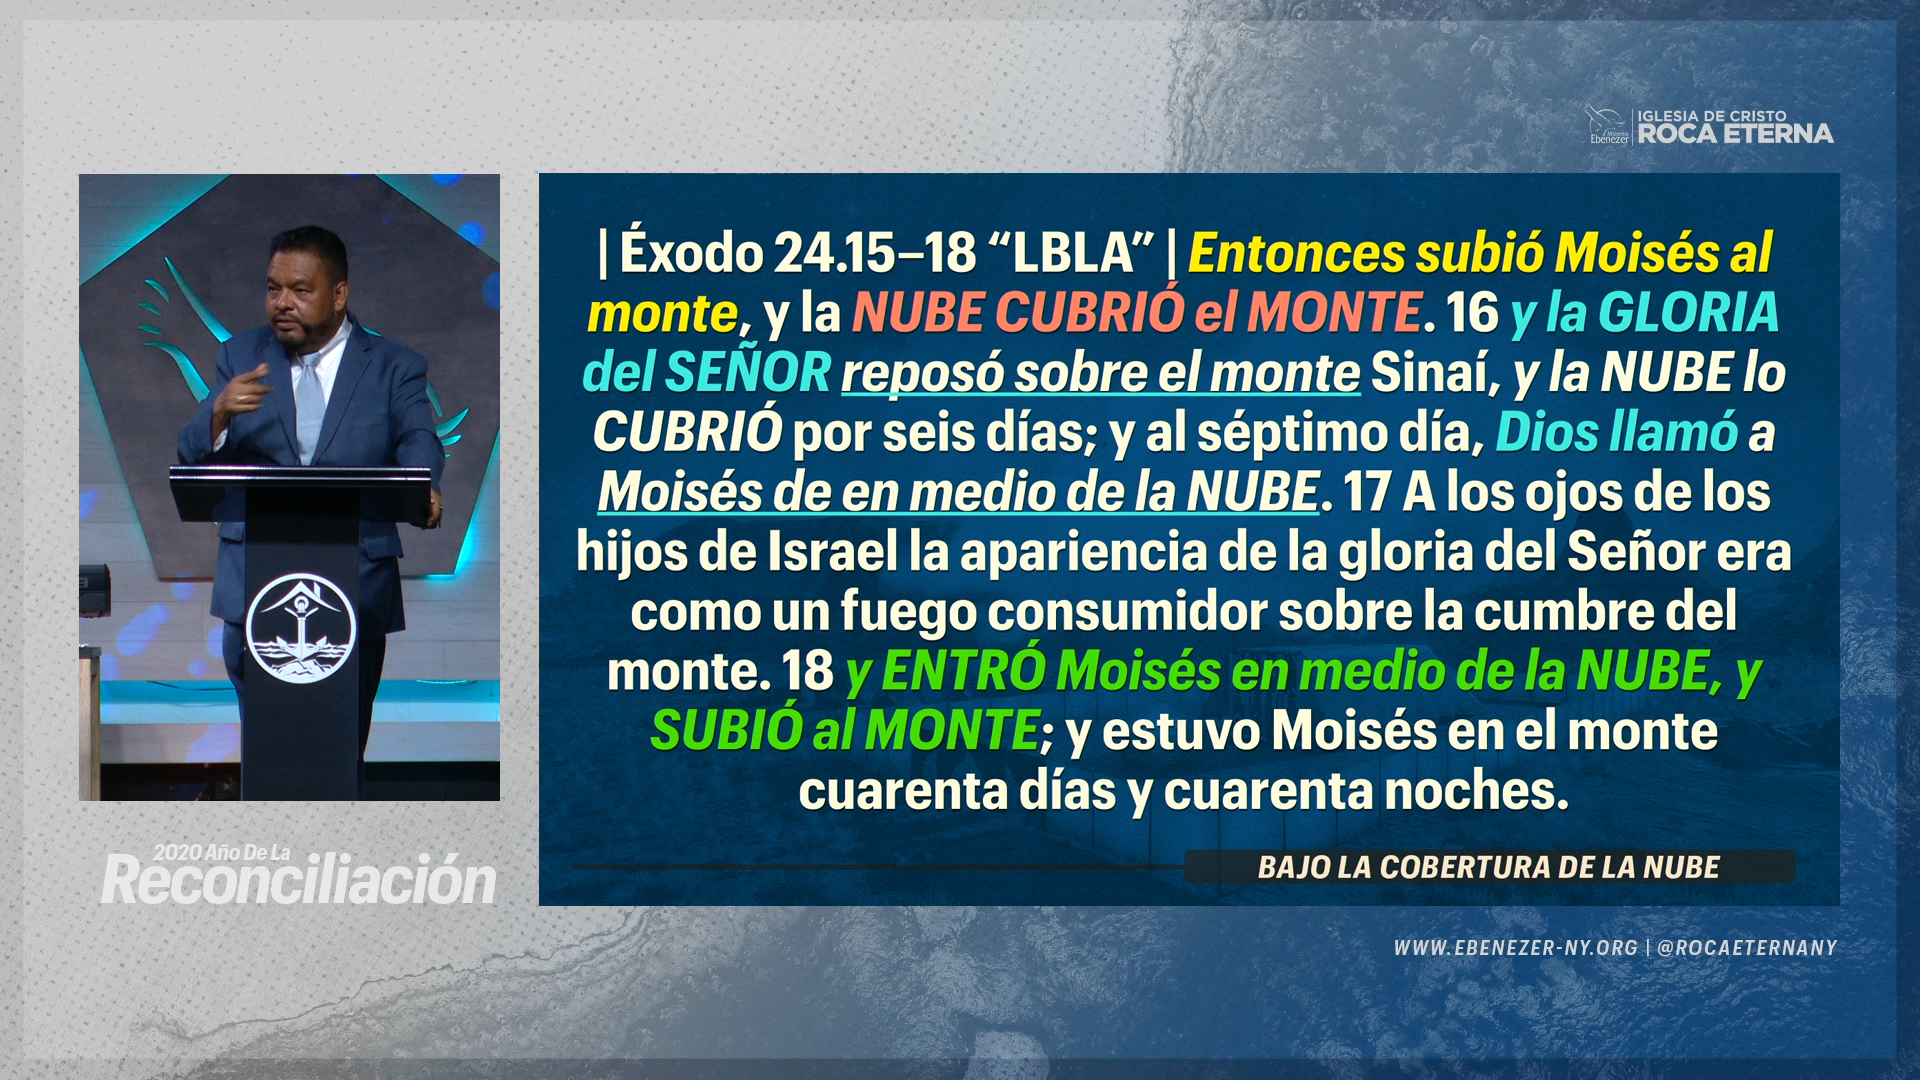 Ministerios
Ebenezer
IGLESIA DE CRISTO
ROCA ETERNA
| Éxodo 24.15–18 “LBLA” | Entonces subió Moisés al
monte, y la NUBE CUBRIÓ el MONTE. 16 y la GLORIA
del SEÑOR reposó sobre el monte Sinaí, y la NUBE lo
CUBRIÓ por seis días; y al séptimo día, Dios llamó a
Moisés de en medio de la NUBE. 17 A los ojos de los
hijos de Israel la apariencia de la gloria del Señor era
como un fuego consumidor sobre la cumbre del
monte. 18 y ENTRÓ Moisés en medio de la NUBE, y
SUBIÓ al MONTE; y estuvo Moisés en el monte
cuarenta días y cuarenta noches.
BAJO LA COBERTURA DE LA NUBE
2020 Año De La
Reconciliación
WWW.EBENEZER-NY.ORG | @ROCAETERNANY